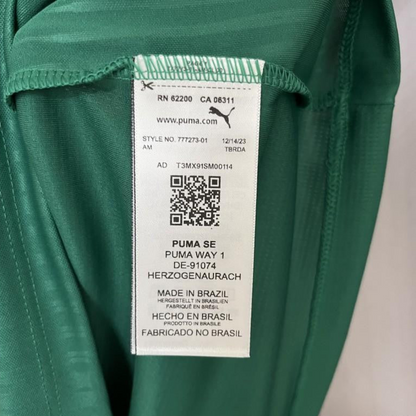 RN 62200 CA 06311
www.puma.com
STYLE NO. 777273-01 12/14/23
AM TBRDA
AD T3MX91SM00114
PUMA SE
PUMA WAY 1
DE-91074
HERZOGENAURACH
MADE IN BRAZIL
HERGESTELLT IN BRASILIEN
FABRIQUÉ EN BRÉSIL
HECHO EN BRASIL
PRODOTTO IN BRASILE
FABRICADO NO BRASIL